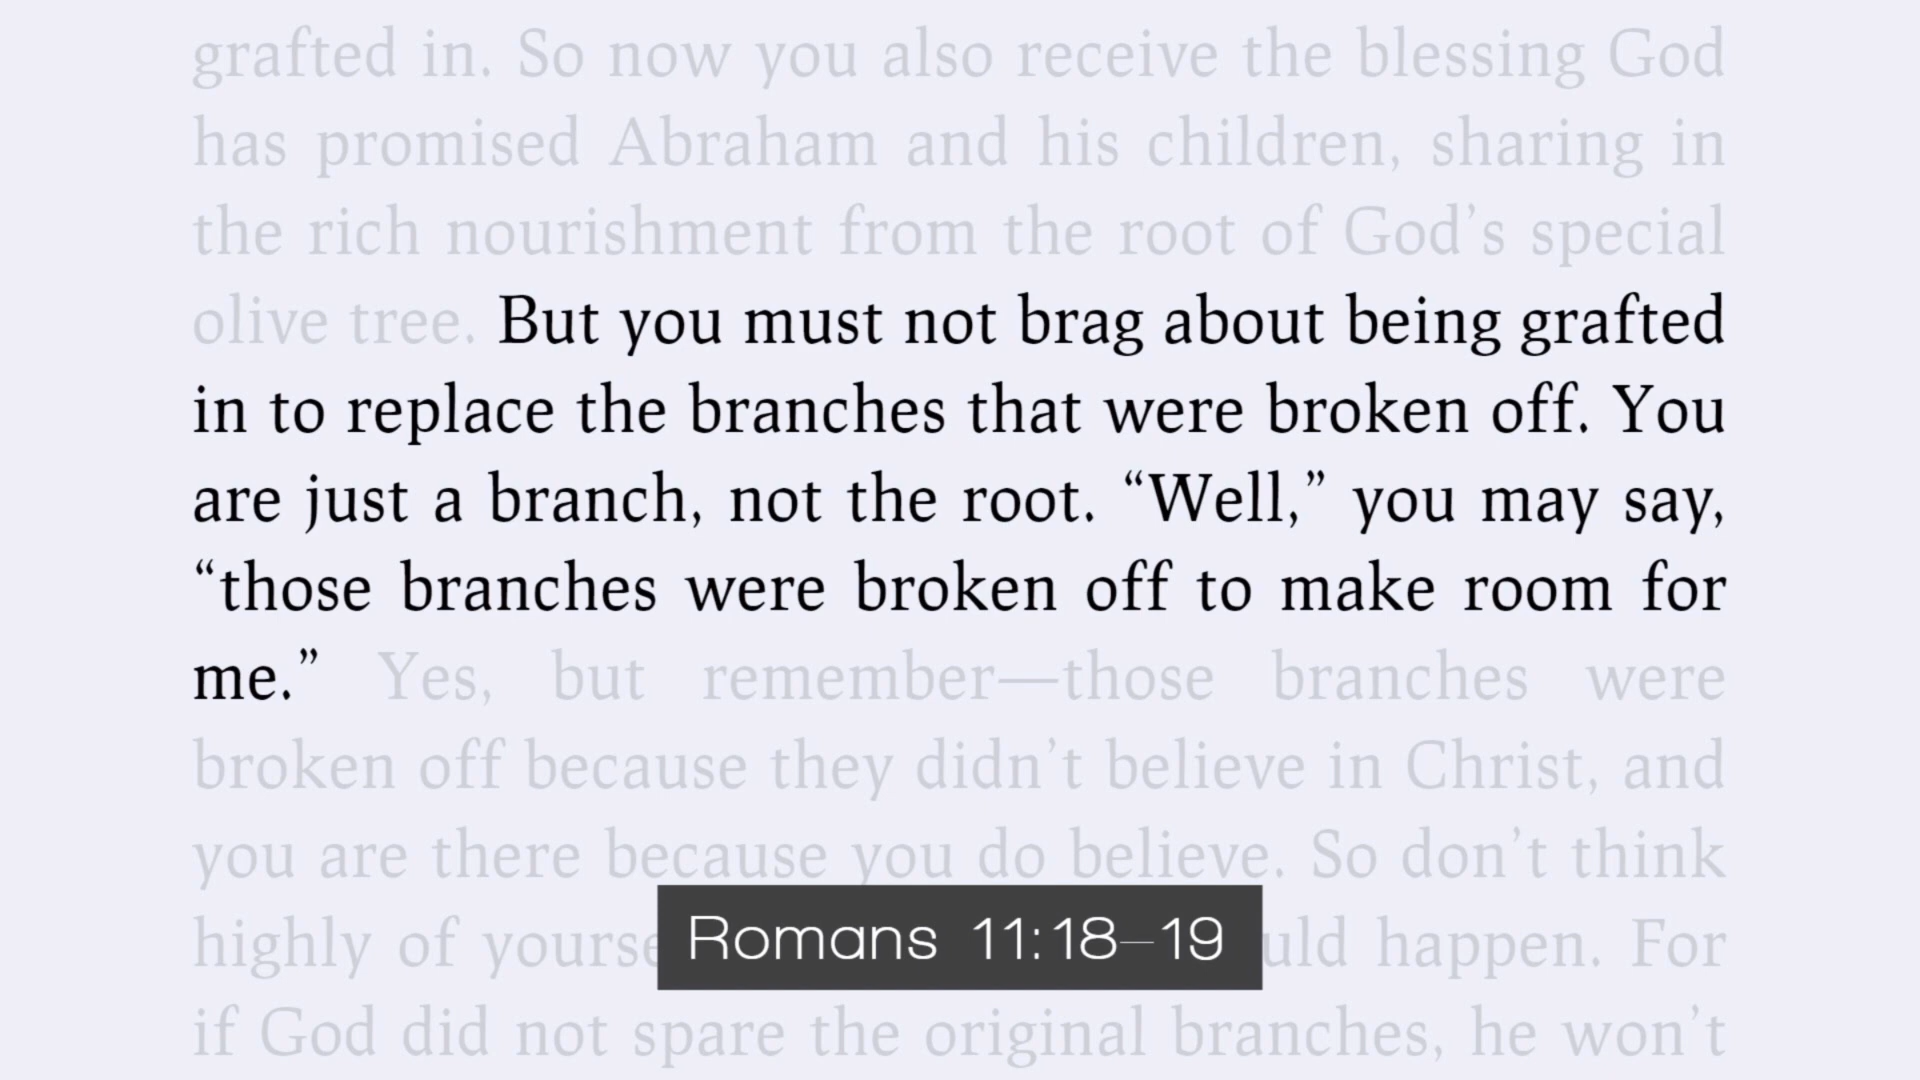 grafted in. So now you also receive the blessing God
has promised Abraham and his children, sharing in
the rich nourishment from the root of God’s special
olive tree. But you must not brag about being grafted
in to replace the branches that were broken off. You
are just a branch, not the root. “Well,” you may say,
“those branches were broken off to make room for
me.” Yes, but remember—those branches were
broken off because they didn’t believe in Christ, and
you are there because you do believe. So don’t think
highly of happen. For
Romans 11:18–19
if God did not spare the original branches, he won’t